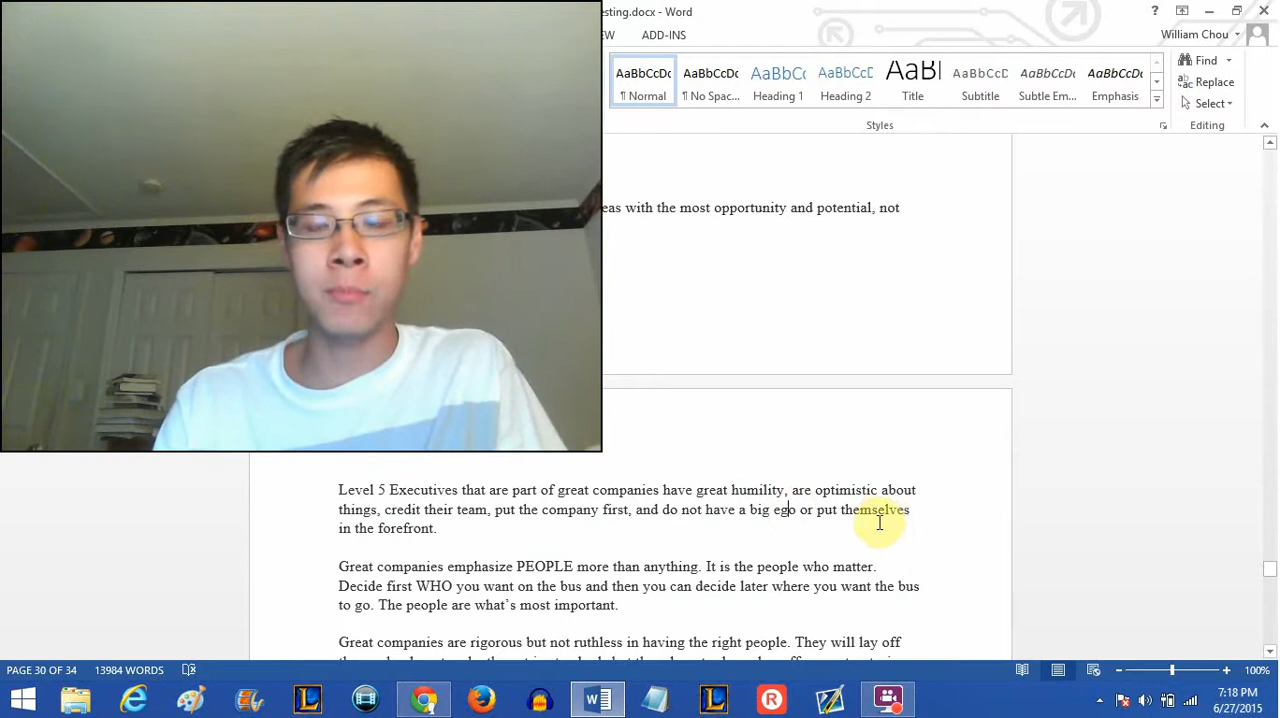 esting.docx - Word
?
EW ADD-INS
William Chou
AaBbCcDc AaBbCcDc AaBbCc AaBbCcE AaBl AaBbCcD AaBbCcDc AaBbCcDc
¶ Normal ¶ No Spac... Heading 1 Heading 2 Title Subtitle Subtle Em... Emphasis
Find
Replace
Select
Styles
Editing
eas with the most opportunity and potential, not
Level 5 Executives that are part of great companies have great humility, are optimistic about
things, credit their team, put the company first, and do not have a big ego or put themselves
in the forefront.
Great companies emphasize PEOPLE more than anything. It is the people who matter.
Decide first WHO you want on the bus and then you can decide later where you want the bus
to go. The people are what's most important.
Great companies are rigorous but not ruthless in having the right people. They will lay off
PAGE 30 OF 34 13984 WORDS
100%
7:18 PM
6/27/2015